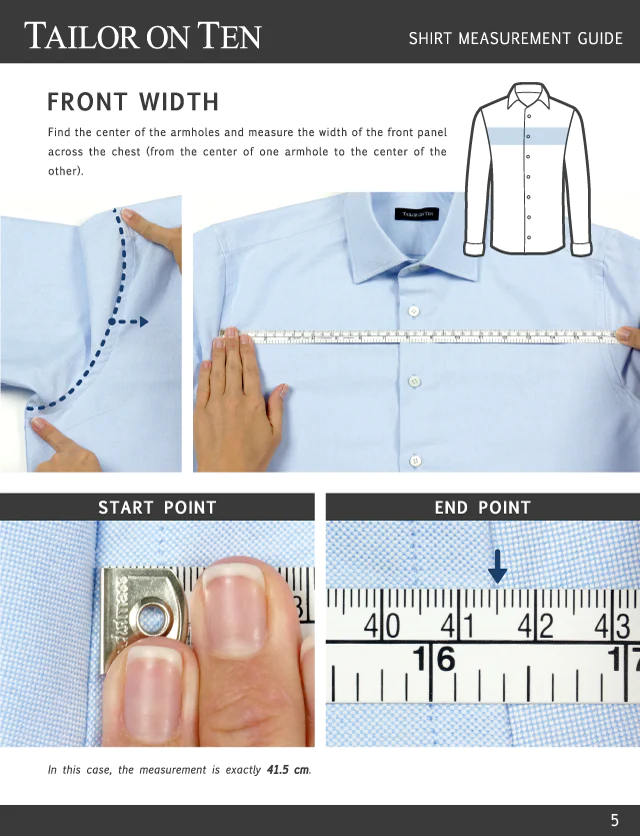 TAILOR ON TEN
SHIRT MEASUREMENT GUIDE
FRONT WIDTH
Find the center of the armholes and measure the width of the front panel
across the chest (from the center of one armhole to the center of the
other).
TAILOR ON TEN
START POINT
END POINT
3
40 41 42 43
16 17
In this case, the measurement is exactly 41.5 cm.
5